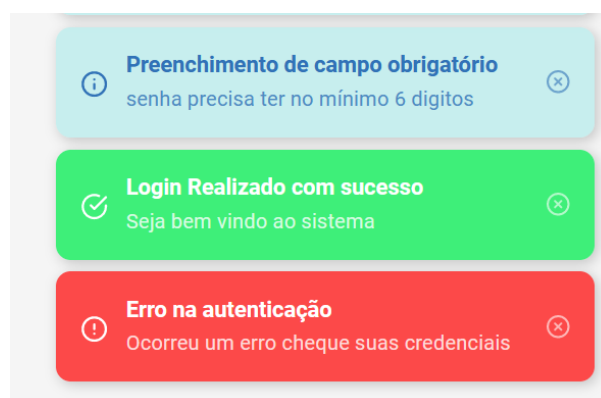 Preenchimento de campo obrigatório
senha precisa ter no mínimo 6 digitos
Login Realizado com sucesso
Seja bem vindo ao sistema
Erro na autenticação
Ocorreu um erro cheque suas credenciais